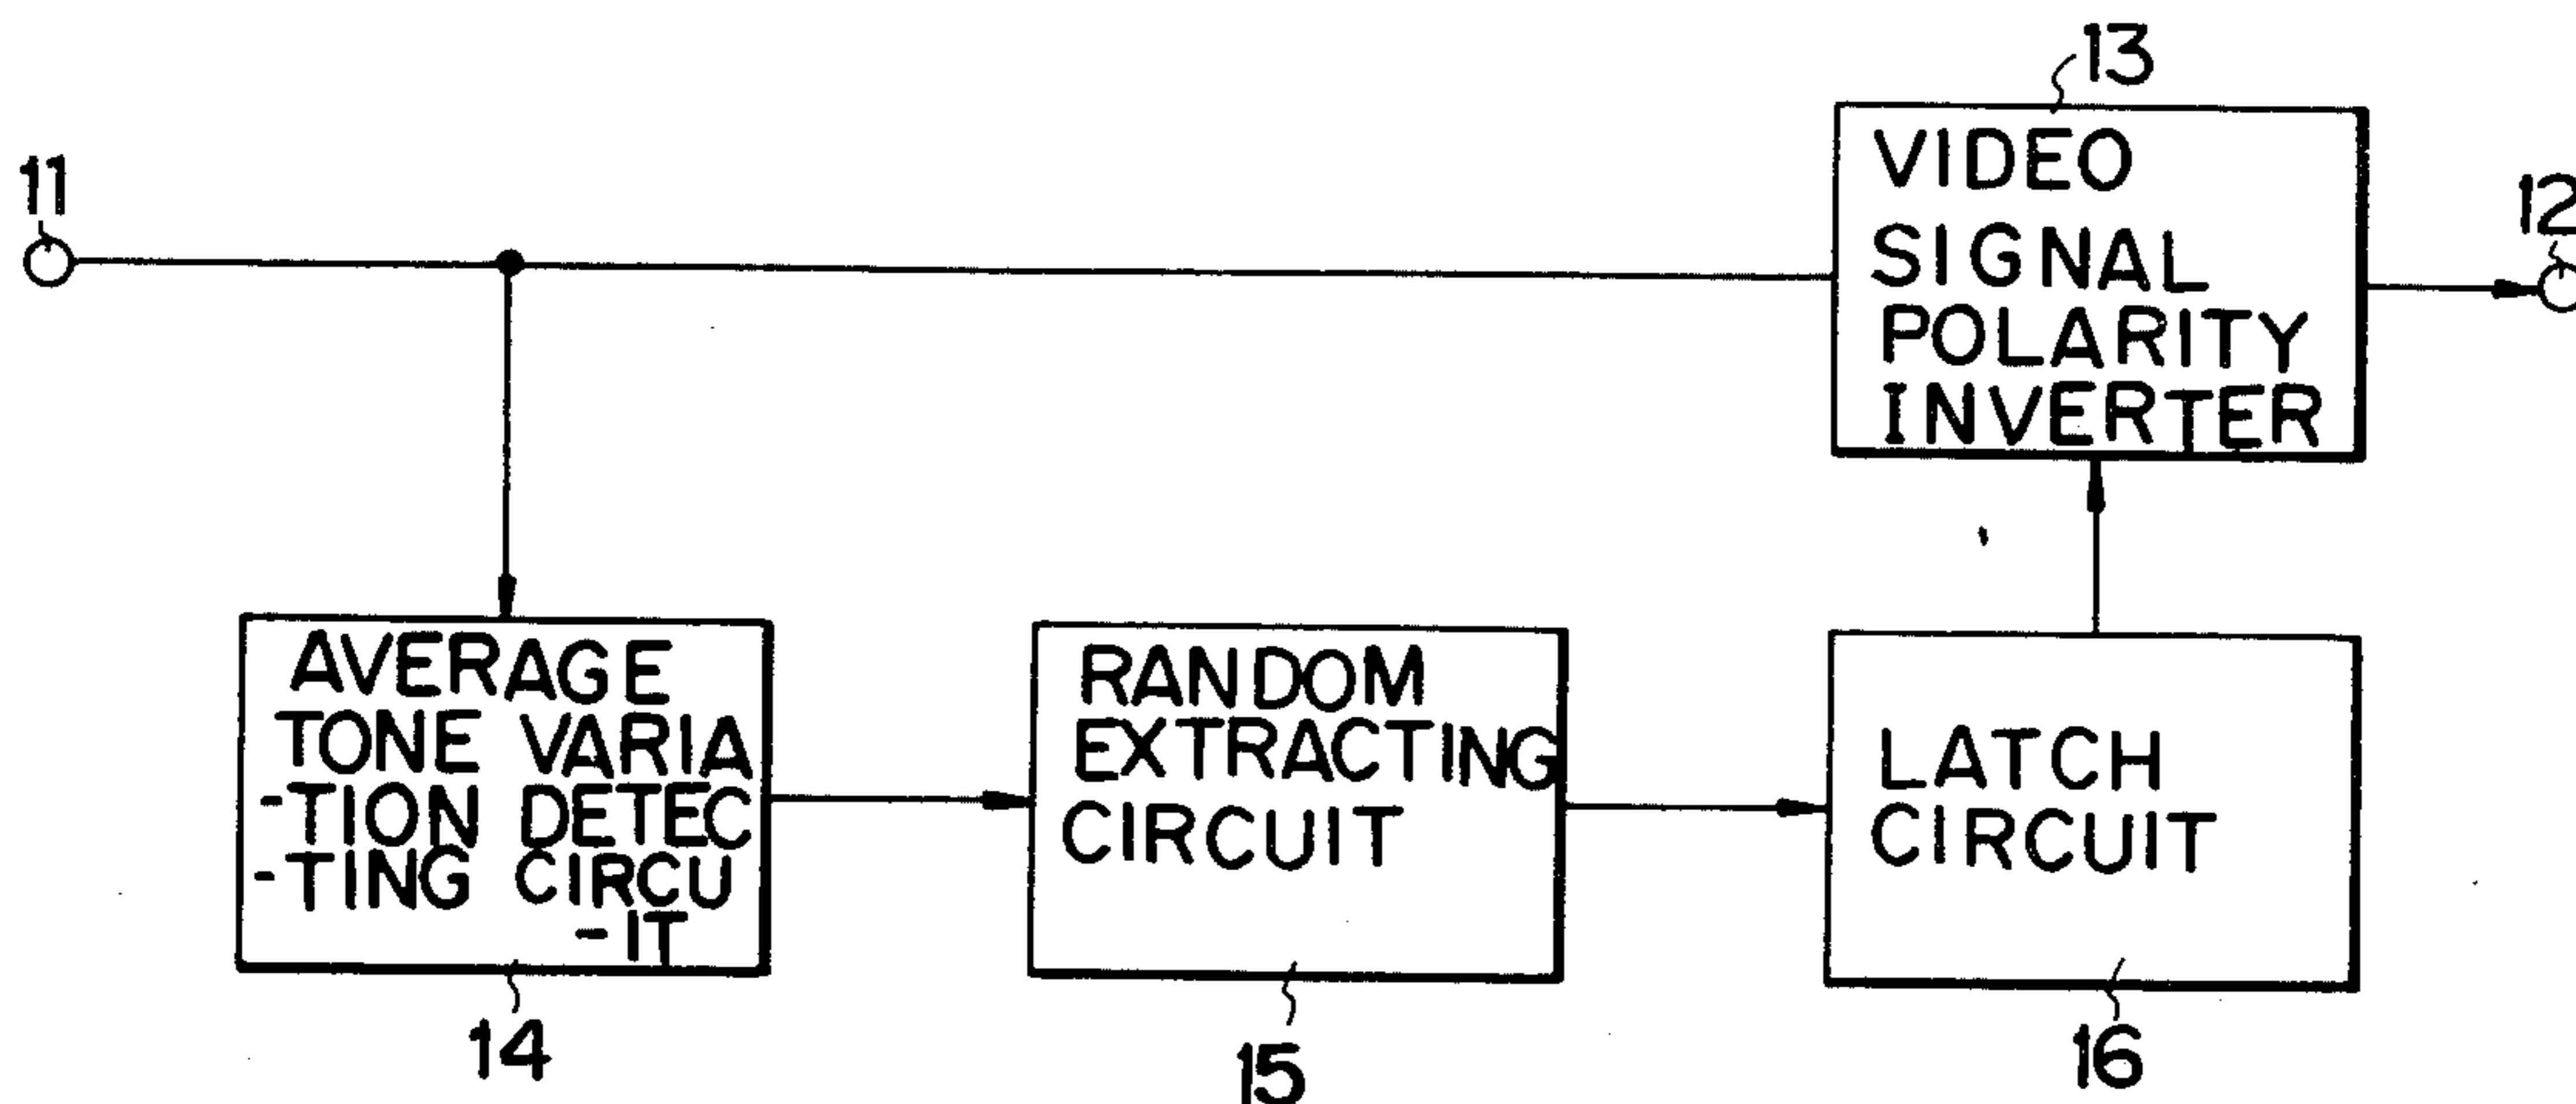 13
VIDEO
SIGNAL
POLARITY
INVERTER
11
12
AVERAGE
TONE VARIA
-TION DETEC
-TING CIRCU
-IT
RANDOM
EXTRACTING
CIRCUIT
LATCH
CIRCUIT
14
15
16